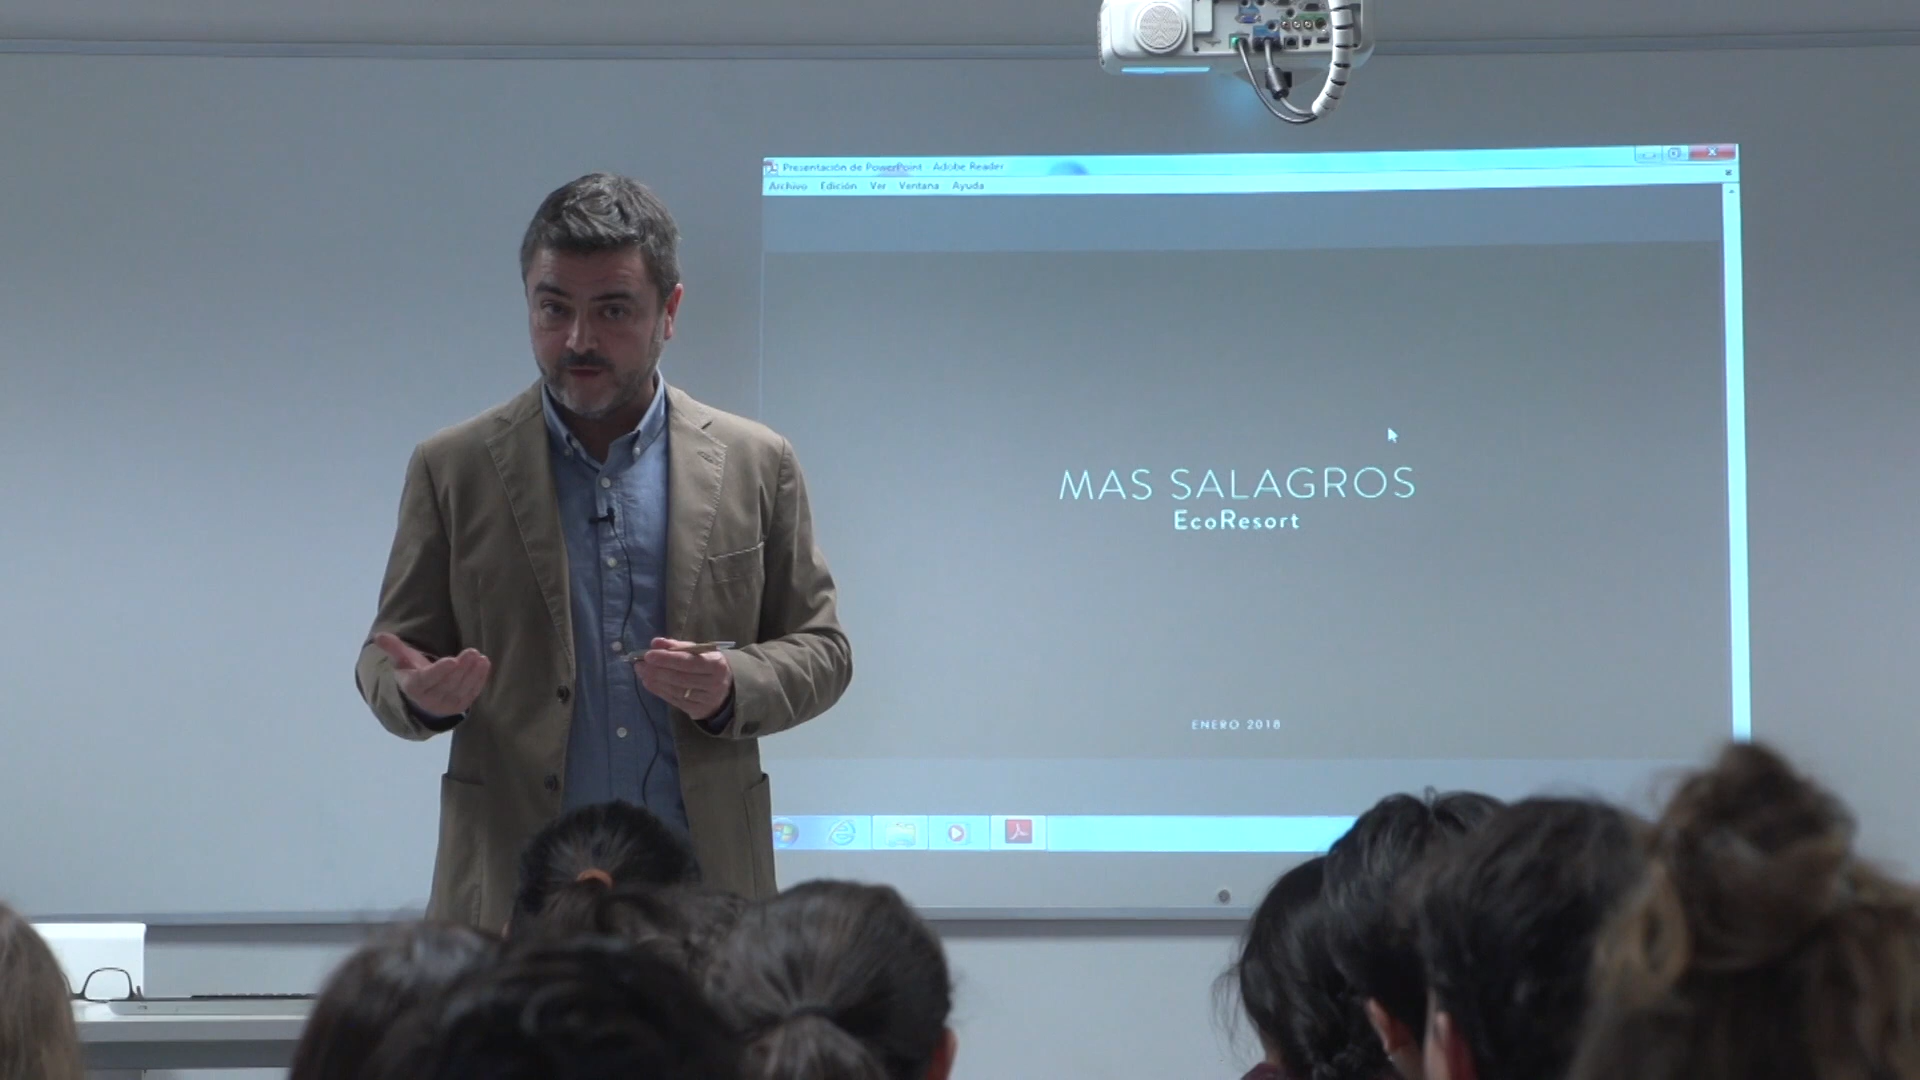 Presentación de PowerPoint - Adobe Reader
Archivo Edición Ver Ventana Ayuda
MAS SALAGROS
EcoResort
ENERO 2018